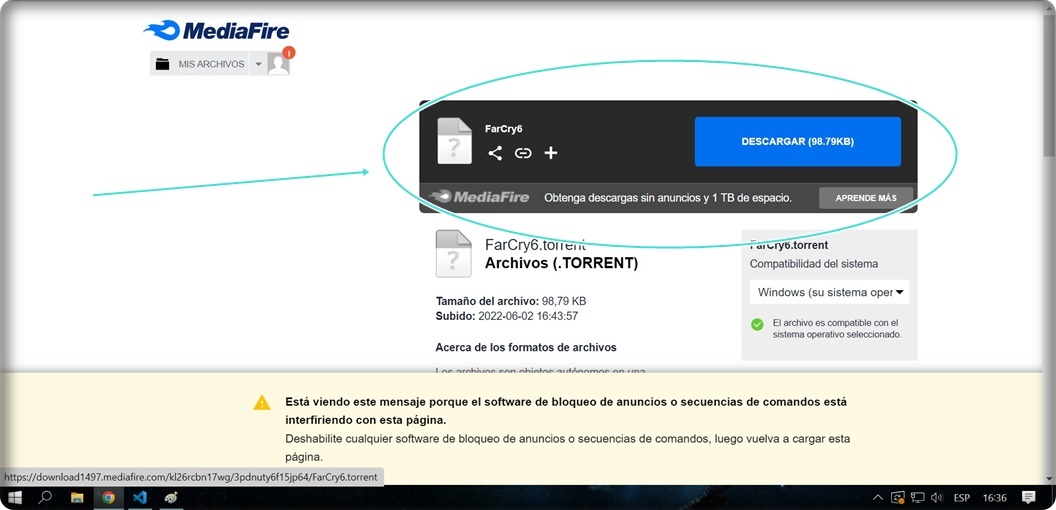 MediaFire
MIS ARCHIVOS
!
FarCry6
DESCARGAR (98.79KB)
?
MediaFire
Obtenga descargas sin anuncios y 1 TB de espacio.
APRENDE MÁS
?
FarCry6.torrent
Archivos (.TORRENT)
Tamaño del archivo: 98,79 KB
Subido: 2022-06-02 16:43:57
Acerca de los formatos de archivos
Los archivos son objetos autónomos en una
FarCry6.torrent
Compatibilidad del sistema
Windows (su sistema oper
El archivo es compatible con el
sistema operativo seleccionado.
Está viendo este mensaje porque el software de bloqueo de anuncios o secuencias de comandos está
interfiriendo con esta página.
Deshabilite cualquier software de bloqueo de anuncios o secuencias de comandos, luego vuelva a cargar esta
página.
https://download1497.mediafire.com/kl26rcbn17wg/3pdnuty6f15jp64/FarCry6.torrent
ESP
16:36